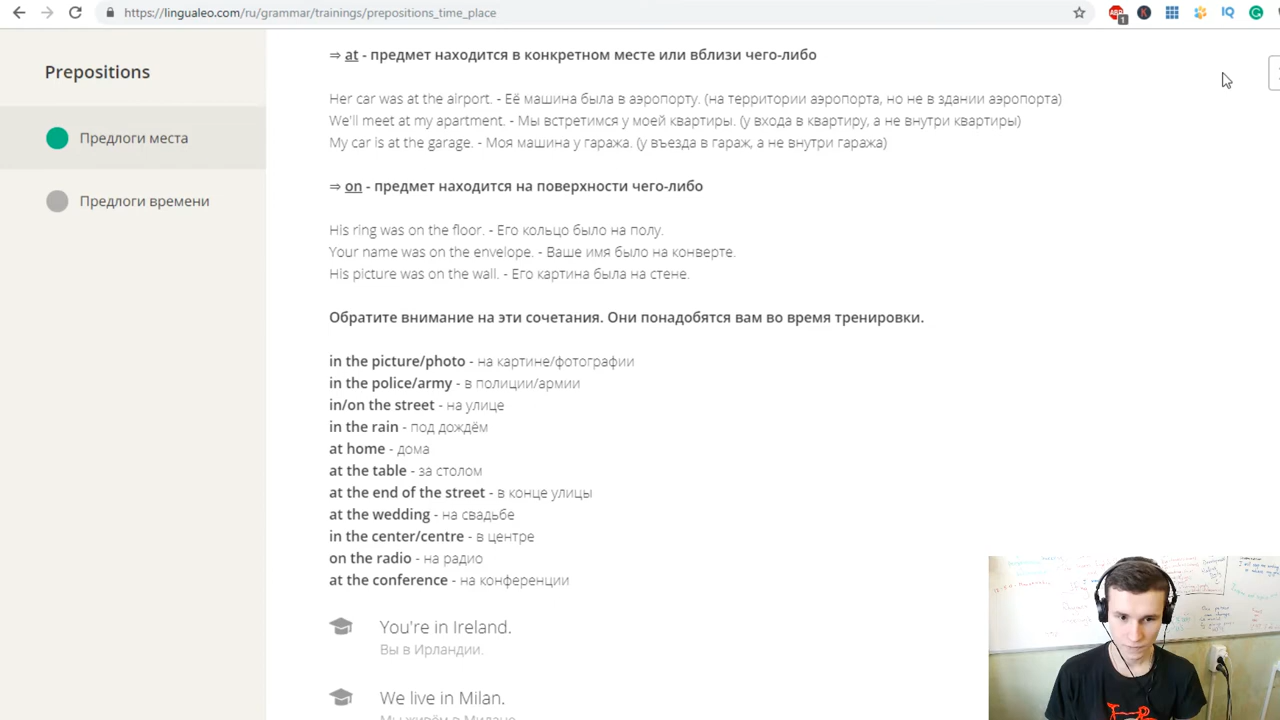 https://lingualeo.com/ru/grammar/trainings/prepositions_time_place
1
Prepositions
Предлоги места
Предлоги времени
⇒ at - предмет находится в конкретном месте или вблизи чего-либо
Her car was at the airport. - Её машина была в аэропорту. (на территории аэропорта, но не в здании аэропорта)
We'll meet at my apartment. - Мы встретимся у моей квартиры. (у входа в квартиру, а не внутри квартиры)
My car is at the garage. - Моя машина у гаража. (у въезда в гараж, а не внутри гаража)
⇒ on - предмет находится на поверхности чего-либо
His ring was on the floor. - Его кольцо было на полу.
Your name was on the envelope. - Ваше имя было на конверте.
His picture was on the wall. - Его картина была на стене.
Обратите внимание на эти сочетания. Они понадобятся вам во время тренировки.
in the picture/photo - на картине/фотографии
in the police/army - в полиции/армии
in/on the street - на улице
in the rain - под дождём
at home - дома
at the table - за столом
at the end of the street - в конце улицы
at the wedding - на свадьбе
in the center/centre - в центре
on the radio - на радио
at the conference - на конференции
You're in Ireland.
Вы в Ирландии.
We live in Milan.
Мы живём в Милане.